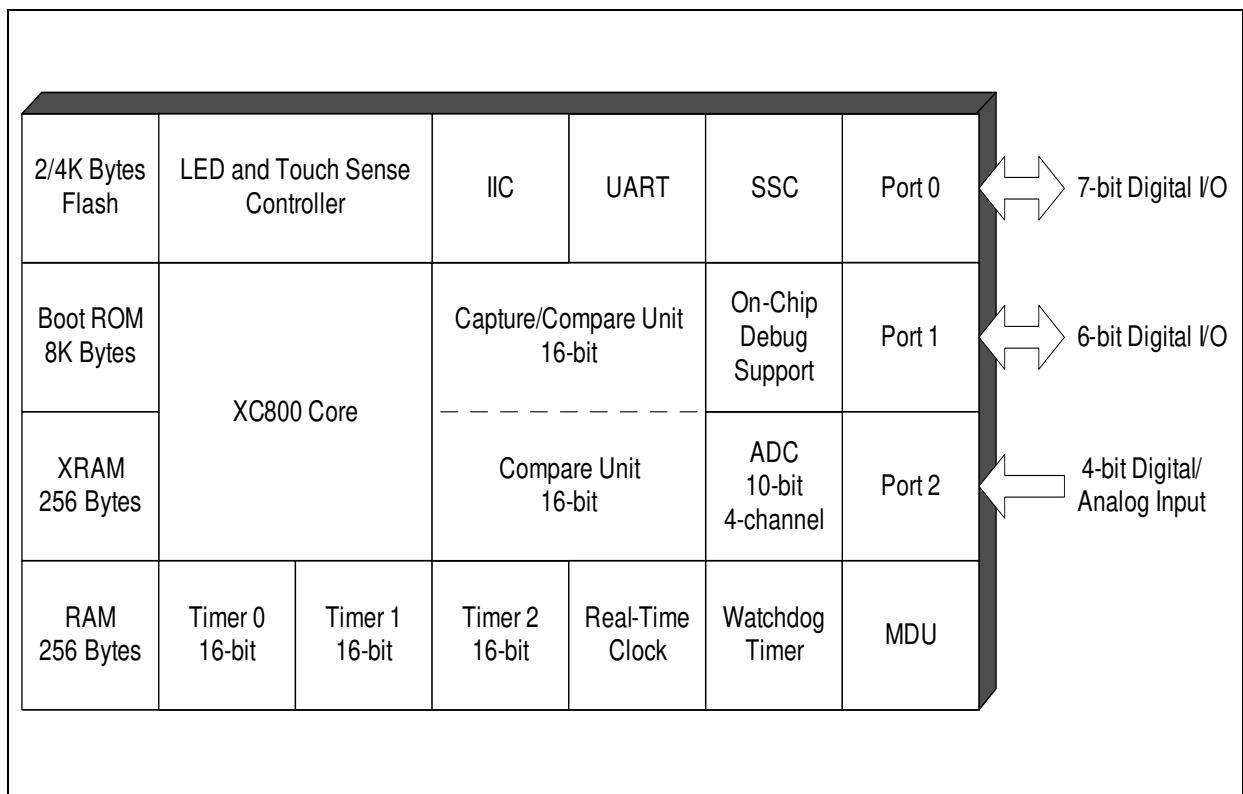 2/4K Bytes
Flash
LED and Touch Sense
Controller
IIC
UART
SSC
Port 0
7-bit Digital I/O
Boot ROM
8K Bytes
XC800 Core
Capture/Compare Unit
16-bit
On-Chip
Debug
Support
Port 1
6-bit Digital I/O
XRAM
256 Bytes
Compare Unit
16-bit
ADC
10-bit
4-channel
Port 2
4-bit Digital/
Analog Input
RAM
256 Bytes
Timer 0
16-bit
Timer 1
16-bit
Timer 2
16-bit
Real-Time
Clock
Watchdog
Timer
MDU